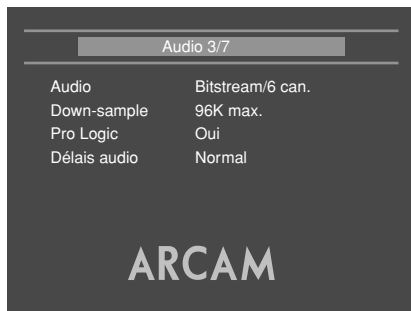 Audio 3/7
Audio Bitstream/6 can.
Down-sample 96K max.
Pro Logic Oui
Délais audio Normal
ARCAM